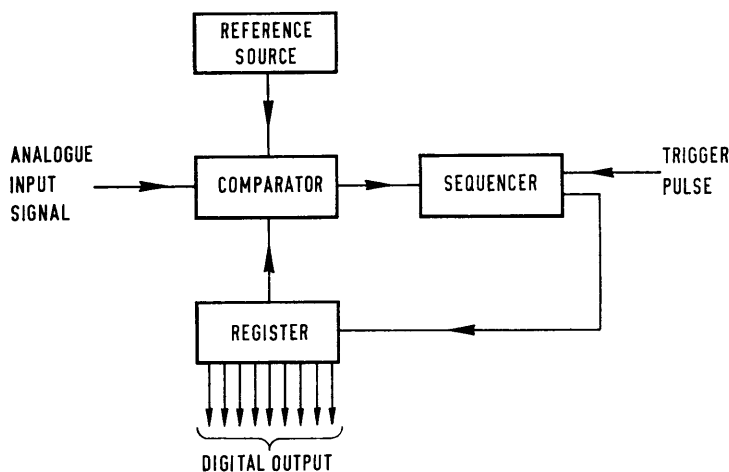 REFERENCE
SOURCE
ANALOGUE
INPUT
SIGNAL
COMPARATOR
SEQUENCER
TRIGGER
PULSE
REGISTER
DIGITAL OUTPUT